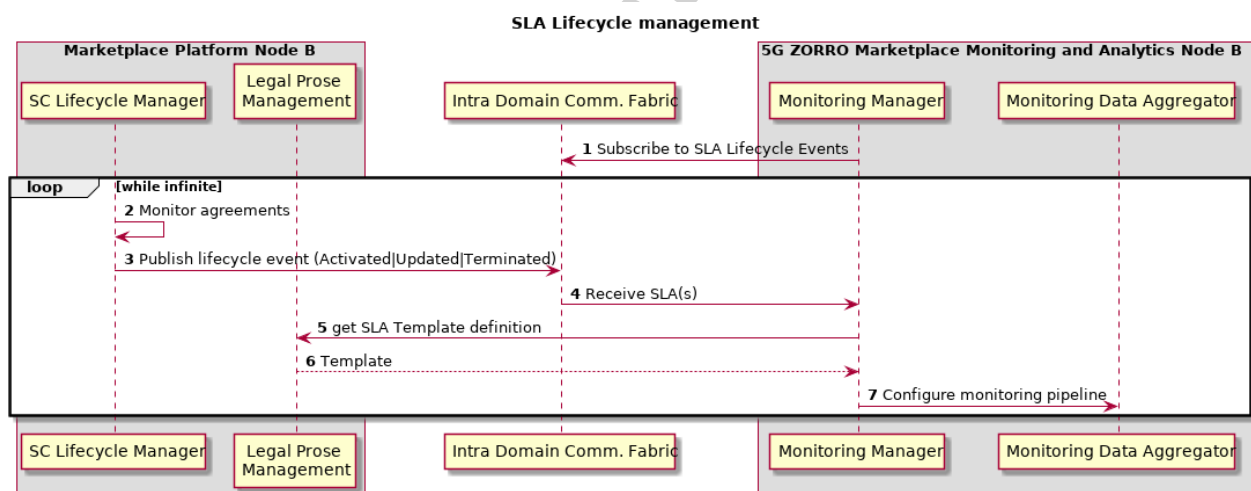 SLA Lifecycle management
Marketplace Platform Node B
5G ZORRO Marketplace Monitoring and Analytics Node B
SC Lifecycle Manager
Legal Prose
Management
Intra Domain Comm. Fabric
Monitoring Manager
Monitoring Data Aggregator
1 Subscribe to SLA Lifecycle Events
loop
[while infinite]
2 Monitor agreements
3 Publish lifecycle event (Activated|Updated|Terminated)
4 Receive SLA(s)
5 get SLA Template definition
6 Template
7 Configure monitoring pipeline
SC Lifecycle Manager
Legal Prose
Management
Intra Domain Comm. Fabric
Monitoring Manager
Monitoring Data Aggregator